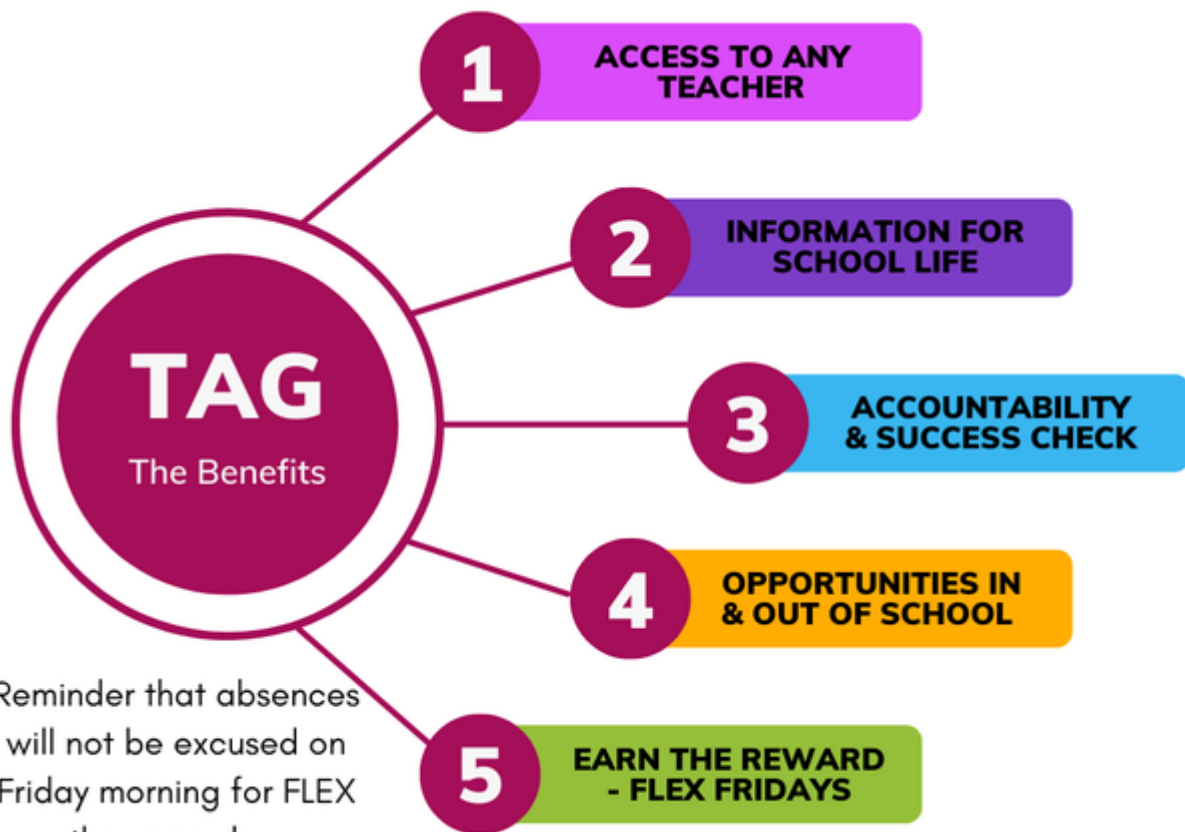 1
ACCESS TO ANY
TEACHER
2
INFORMATION FOR
SCHOOL LIFE
TAG
The Benefits
3
ACCOUNTABILITY
& SUCCESS CHECK
4
OPPORTUNITIES IN
& OUT OF SCHOOL
5
EARN THE REWARD
- FLEX FRIDAYS
Reminder that absences
will not be excused on
Friday morning for FLEX